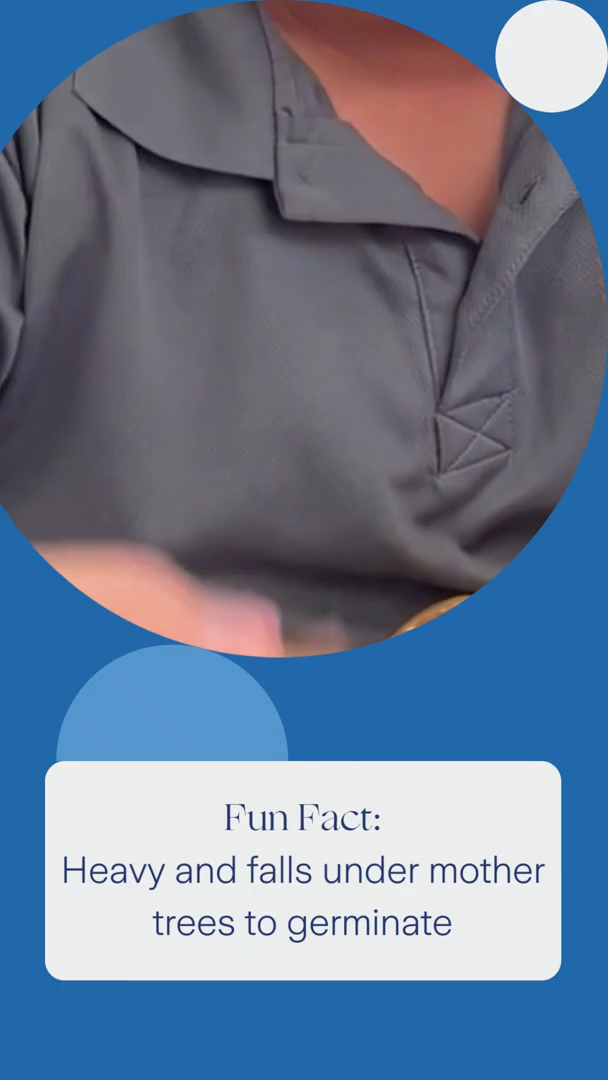 Fun Fact:
Heavy and falls under mother
trees to germinate